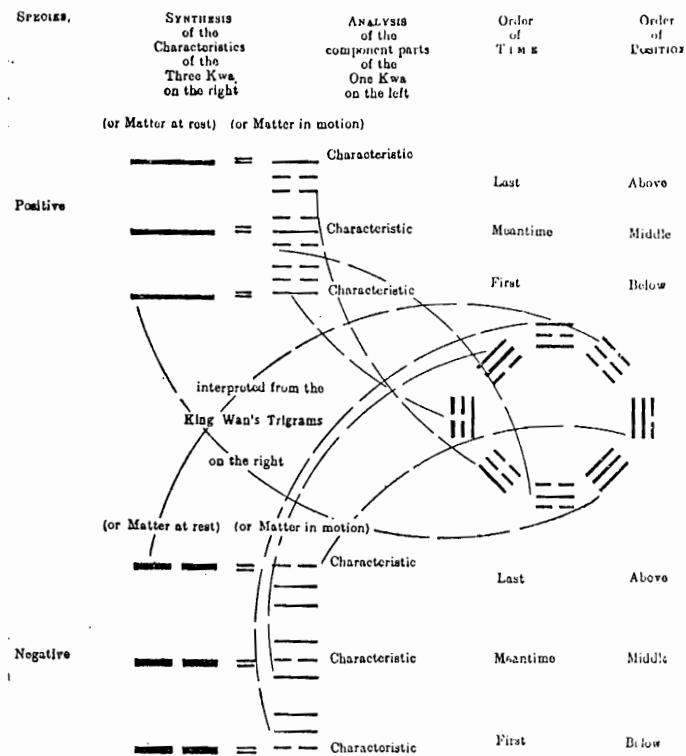 SPECIES.
SYNTHESIS
of the
Characteristics
of the
Three Kwa
on the right
ANALYSIS
of the
component parts
of the
One Kwa
on the left
Order
of
TIME
Order
of
POSITION
(or Matter at rest) (or Matter in motion)
Characteristic
Last Above
Positive
Characteristic Meantime Middle
Characteristic First Below
interpreted from the
King Wan's Trigrams
on the right
(or Matter at rest) (or Matter in motion)
Characteristic
Last Above
Negative Characteristic Meantime Middle
Characteristic First Below